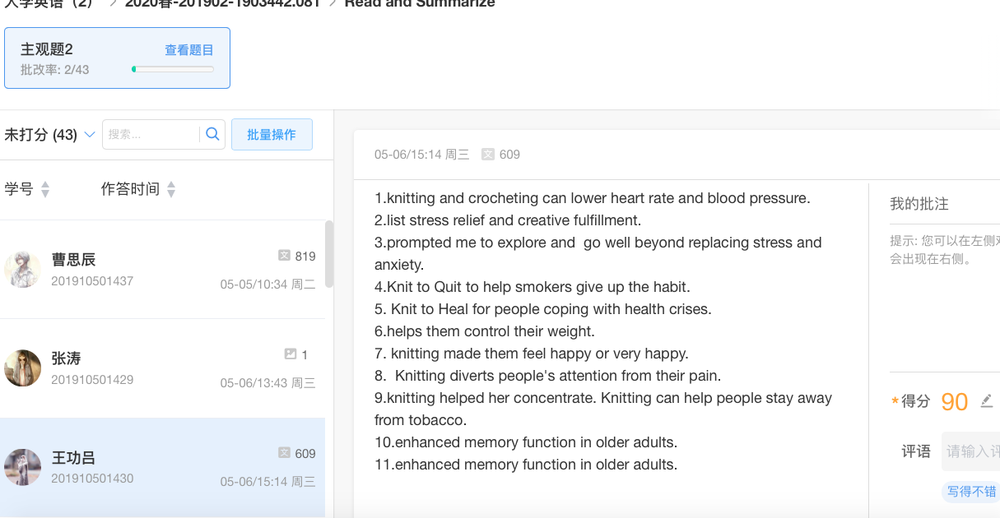 大学英语（2） > 2020春-201902-1903442.081 > Read and Summarize
主观题2 查看题目
批改率: 2/43
未打分 (43) 搜索... 批量操作
学号 作答时间
曹思辰 文 819
201910501437 05-05/10:34 周二
张涛 1
201910501429 05-06/13:43 周三
王功吕 文 609
201910501430 05-06/15:14 周三
05-06/15:14 周三 文 609
1.knitting and crocheting can lower heart rate and blood pressure.
2.list stress relief and creative fulfillment.
3.prompted me to explore and  go well beyond replacing stress and
anxiety.
4.Knit to Quit to help smokers give up the habit.
5. Knit to Heal for people coping with health crises.
6.helps them control their weight.
7. knitting made them feel happy or very happy.
8.  Knitting diverts people's attention from their pain.
9.knitting helped her concentrate. Knitting can help people stay away
from tobacco.
10.enhanced memory function in older adults.
11.enhanced memory function in older adults.
我的批注
提示: 您可以在左侧
会出现在右侧。
*得分 90
评语 请输入
写得不错